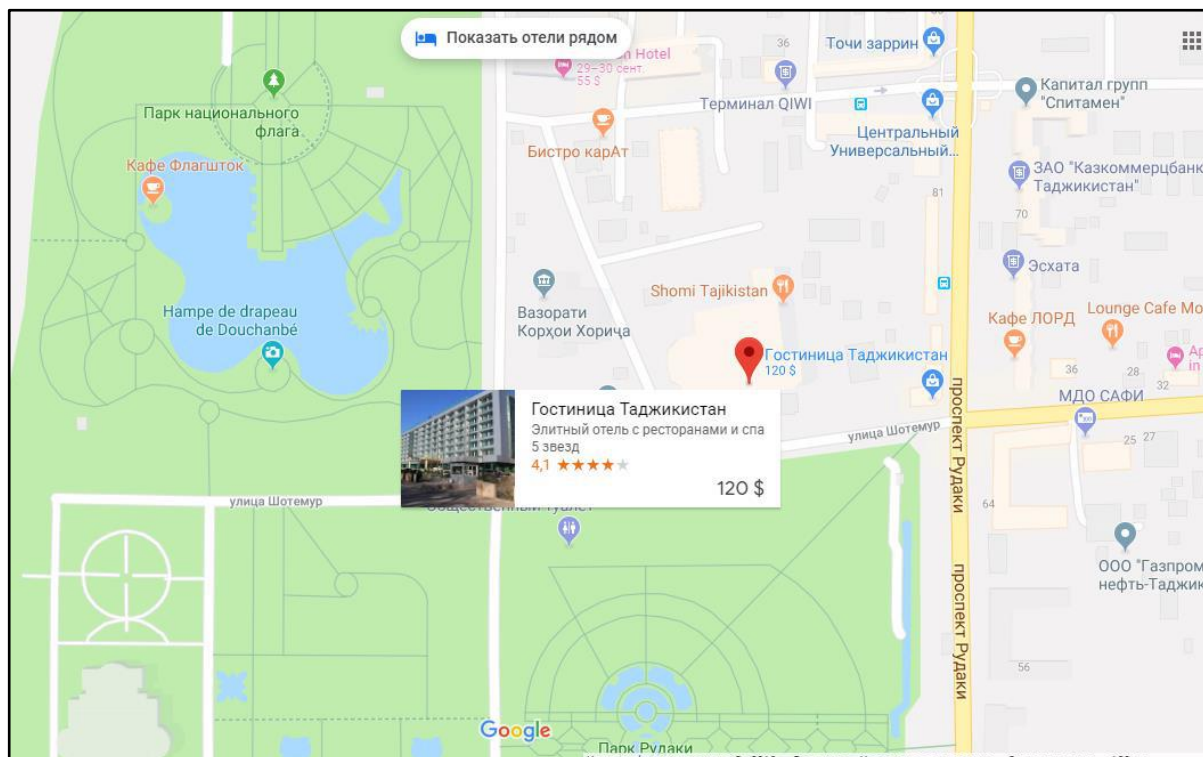 Показать отели рядом
Hotel
29–30 сент.
55 $
36
Точи заррин
Терминал QIWI
Капитал групп
"Спитамен"
Парк национального
флага
Кафе Флагшток
Бистро карАт
Центральный
Универсальный...
ЗАО "Казкоммерцбанк
Таджикистан"
81
70
Эсхата
Hampe de drapeau
de Douchanbé
Вазорати
Корҳои Хориҷа
Shomi Tajikistan
Кафе ЛОРД
Lounge Cafe Mo
Гостиница Таджикистан
120 $
36
28
32
Ap
in
МДО САФИ
Гостиница Таджикистан
Элитный отель с ресторанами и спа
5 звезд
4,1
120 $
улица Шотемур
проспект Рудаки
25
27
улица Шотемур
Общественный туалет
64
ООО "Газпром
нефть-Таджик
проспект Рудаки
56
Google
Парк Рудаки